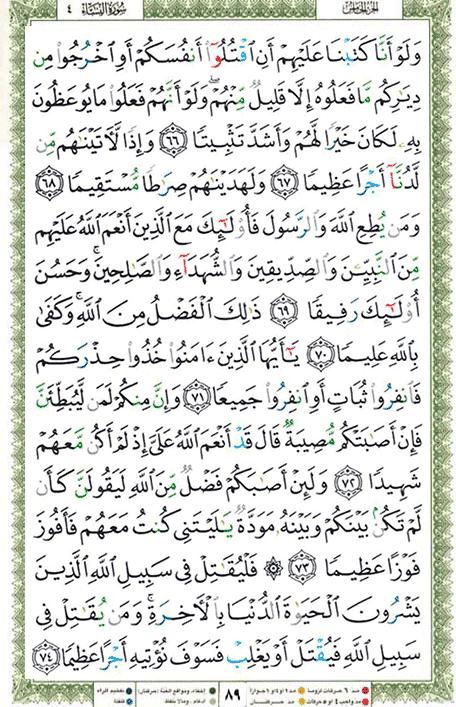 الجزء الخامس سورة النساء ٤
وَلَوْ أَنَّا كَتَبْنَا عَلَيْهِمْ أَنِ اقْتُلُوٓا۟ أَنفُسَكُمْ أَوِ اخْرُجُوا۟ مِن
دِيَٰرِكُم مَّا فَعَلُوهُ إِلَّا قَلِيلٌ مِّنْهُمْ ۖ وَلَوْ أَنَّهُمْ فَعَلُوا۟ مَا يُوعَظُونَ
بِهِۦ لَكَانَ خَيْرًا لَّهُمْ وَأَشَدَّ تَثْبِيتًا ٦٦ وَإِذًا لَّـَٔاتَيْنَٰهُم مِّن
لَّدُنَّآ أَجْرًا عَظِيمًا ٦٧ وَلَهَدَيْنَٰهُمْ صِرَٰطًا مُّسْتَقِيمًا ٦٨
وَمَن يُطِعِ اللَّهَ وَالرَّسُولَ فَأُو۟لَٰٓئِكَ مَعَ الَّذِينَ أَنْعَمَ اللَّهُ عَلَيْهِم
مِّنَ النَّبِيِّـۧنَ وَالصِّدِّيقِينَ وَالشُّهَدَآءِ وَالصَّٰلِحِينَ ۚ وَحَسُنَ
أُو۟لَٰٓئِكَ رَفِيقًا ٦٩ ذَٰلِكَ الْفَضْلُ مِنَ اللَّهِ ۚ وَكَفَىٰ
بِاللَّهِ عَلِيمًا ٧٠ يَٰٓأَيُّهَا الَّذِينَ ءَامَنُوا۟ خُذُوا۟ حِذْرَكُمْ
فَانفِرُوا۟ ثُبَاتٍ أَوِ انفِرُوا۟ جَمِيعًا ٧١ وَإِنَّ مِنكُمْ لَمَن لَّيُبَطِّئَنَّ
فَإِنْ أَصَٰبَتْكُم مُّصِيبَةٌ قَالَ قَدْ أَنْعَمَ اللَّهُ عَلَىَّ إِذْ لَمْ أَكُن مَّعَهُمْ
شَهِيدًا ٧٢ وَلَئِنْ أَصَٰبَكُمْ فَضْلٌ مِّنَ اللَّهِ لَيَقُولَنَّ كَأَن
لَّمْ تَكُنۢ بَيْنَكُمْ وَبَيْنَهُۥ مَوَدَّةٌ يَٰلَيْتَنِى كُنتُ مَعَهُمْ فَأَفُوزَ
فَوْزًا عَظِيمًا ٧٣ ۞ فَلْيُقَٰتِلْ فِى سَبِيلِ اللَّهِ الَّذِينَ
يَشْرُونَ الْحَيَوٰةَ الدُّنْيَا بِالْـَٔاخِرَةِ ۚ وَمَن يُقَٰتِلْ فِى
سَبِيلِ اللَّهِ فَيُقْتَلْ أَوْ يَغْلِبْ فَسَوْفَ نُؤْتِيهِ أَجْرًا عَظِيمًا ٧٤
٨٩